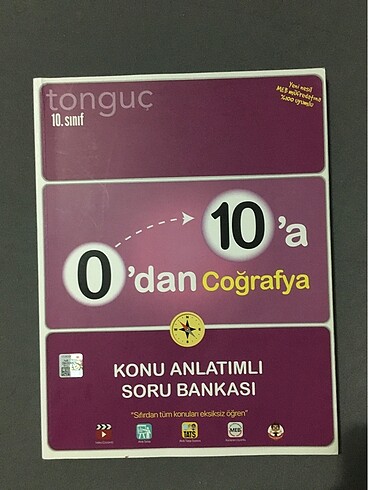 tonguç
10. sınıf
Yeni nesil
MEB müfredatına
%100 uyumlu
10'a
0'dan Coğrafya
KONU ANLATIMLI
SORU BANKASI
"Sıfırdan tüm konuları eksiksiz öğren"